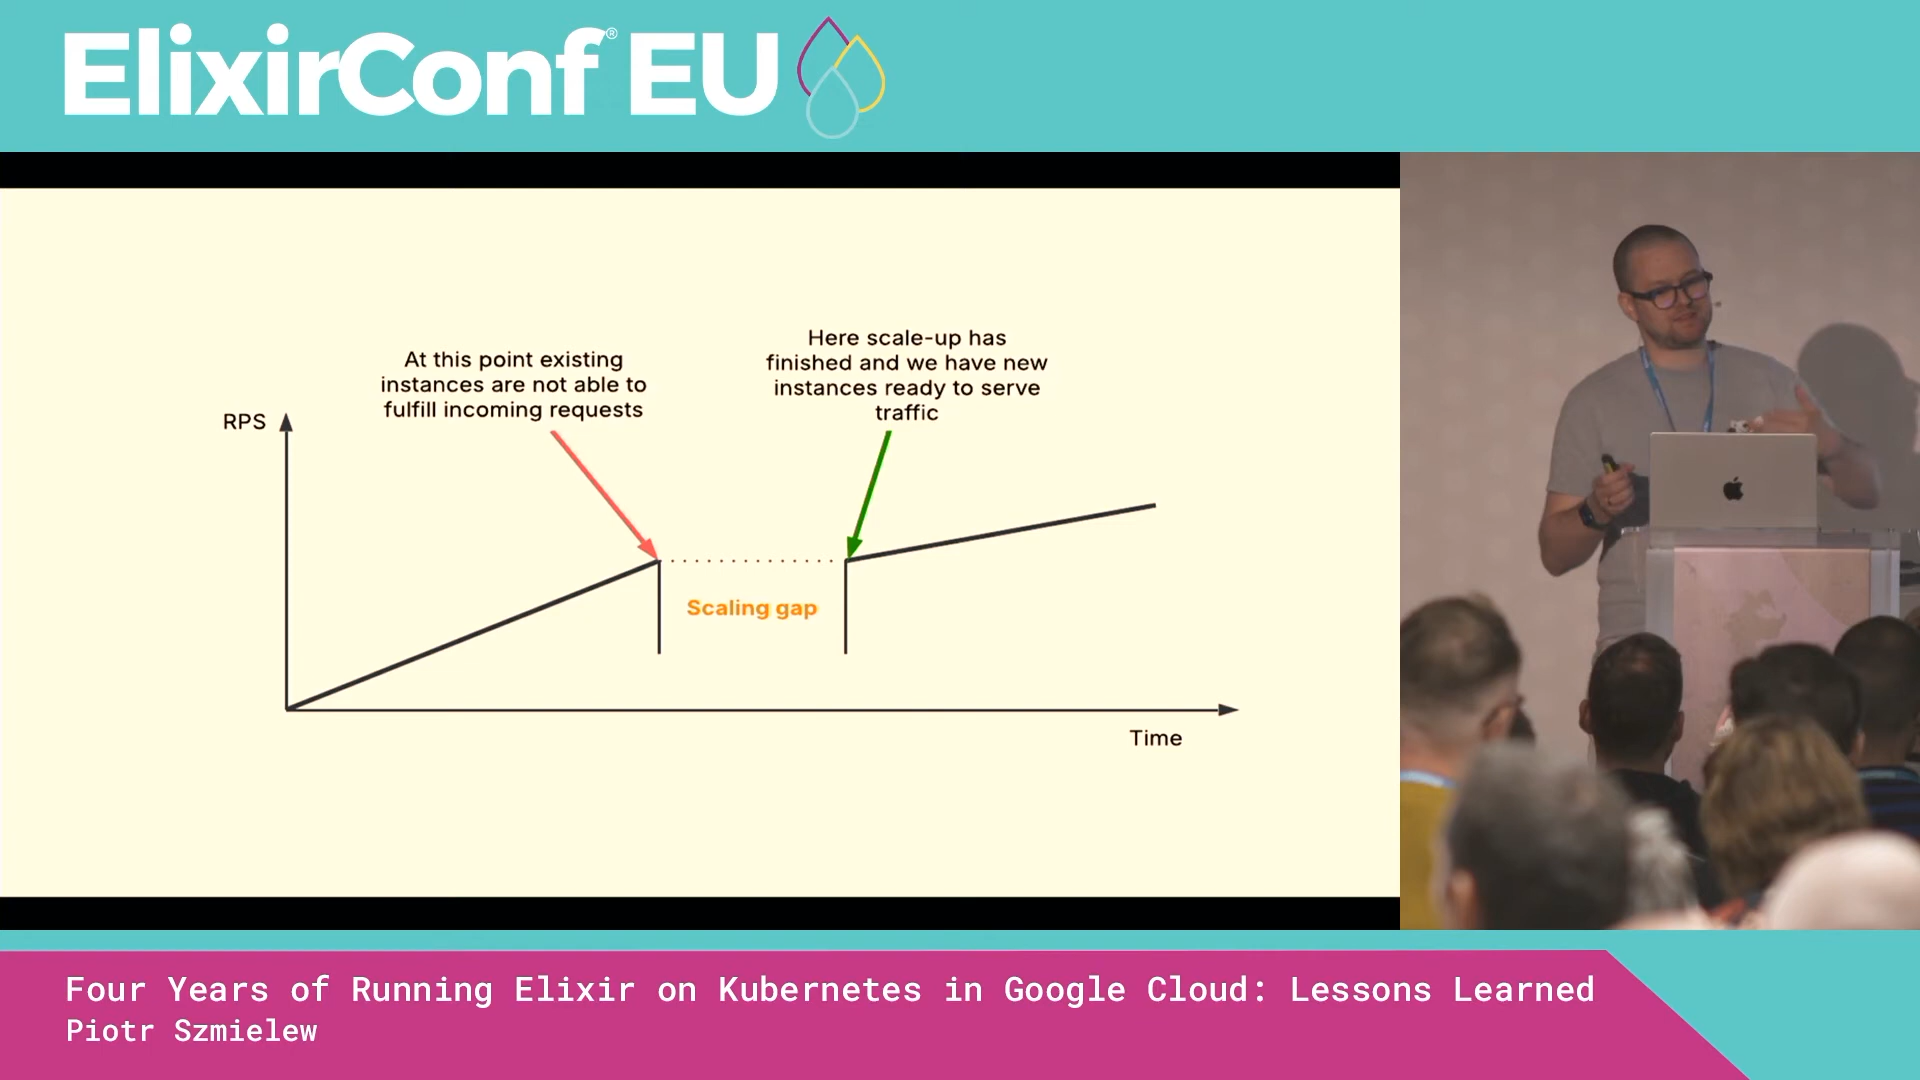 ElixirConf® EU
At this point existing
instances are not able to
fulfill incoming requests
Here scale-up has
finished and we have new
instances ready to serve
traffic
RPS
Scaling gap
Time
Four Years of Running Elixir on Kubernetes in Google Cloud: Lessons Learned
Piotr Szmielew